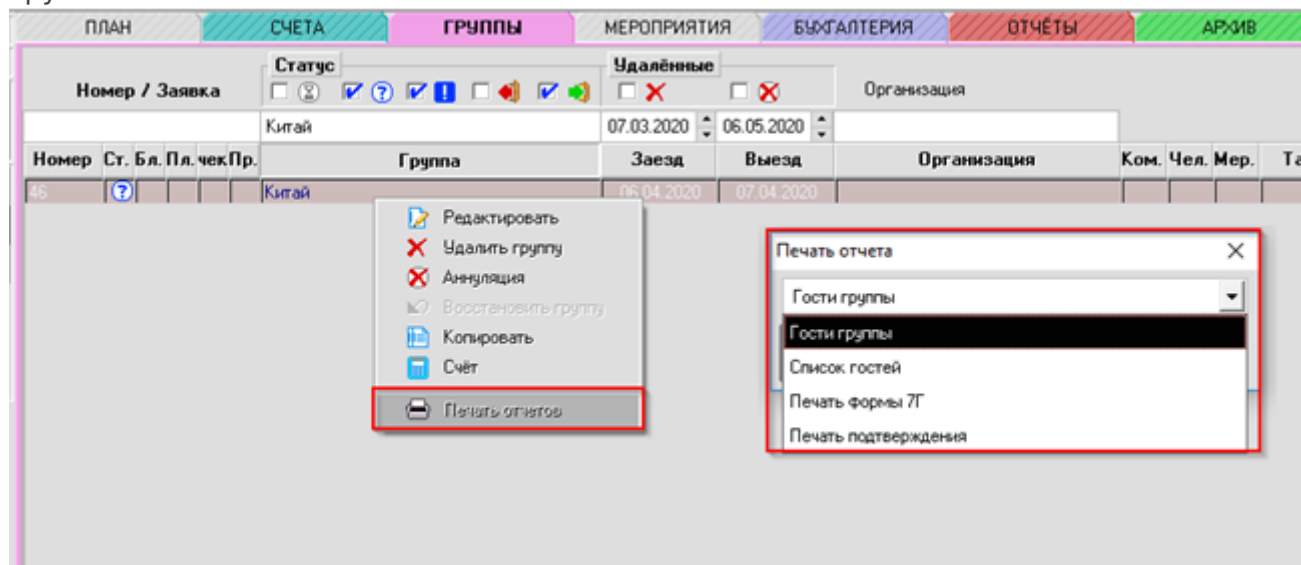 ПЛАН СЧЕТА ГРУППЫ МЕРОПРИЯТИЯ БУХГАЛТЕРИЯ ОТЧЁТЫ АРХИВ
Статус Удалённые
Номер / Заявка Организация
Китай 07.03.2020 06.05.2020
Номер Ст. Бл. Пл. чек Пр. Группа Заезд Выезд Организация Ком. Чел. Мер.
46 Китай 06.04.2020 07.04.2020
Редактировать
Удалить группу
Аннуляция
Восстановить группу
Копировать
Счёт
Печать отчетов
Печать отчета
Гости группы
Гости группы
Список гостей
Печать формы 7Г
Печать подтверждения